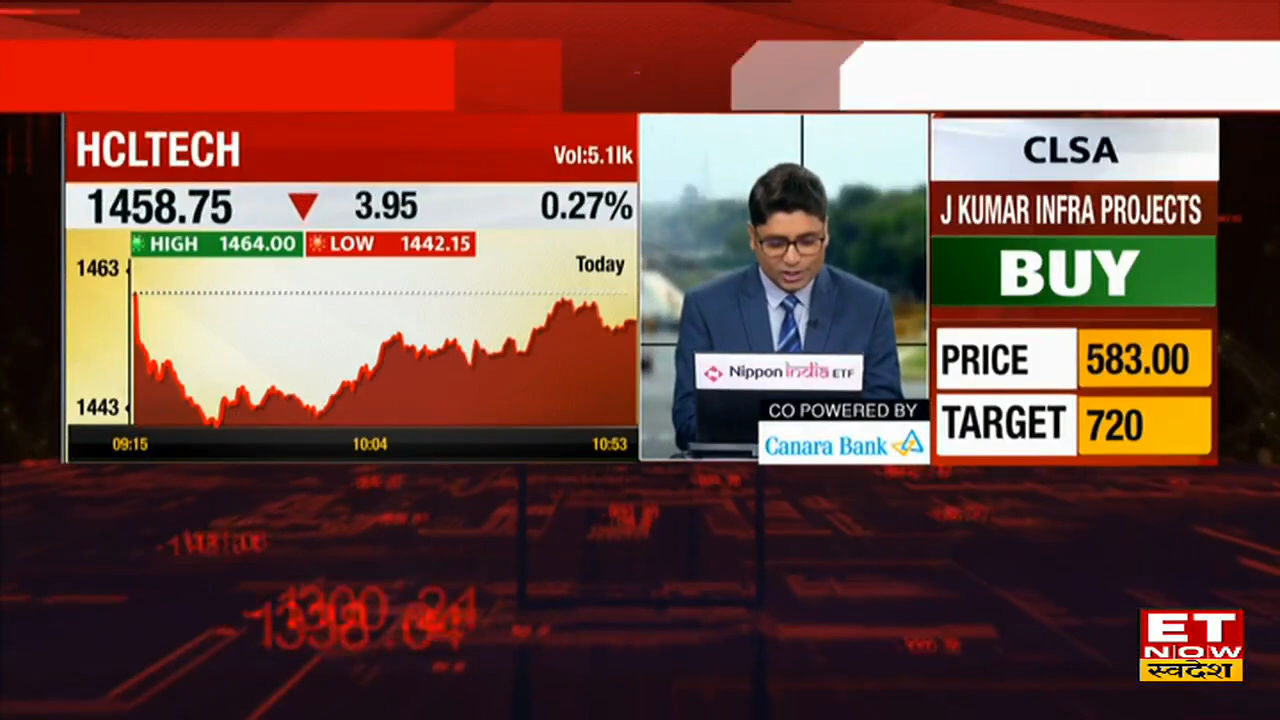 HCLTECH
Vol:5.1lk
1458.75 ▼ 3.95 0.27%
HIGH 1464.00 LOW 1442.15
Today
1463
1443
09:15 10:04 10:53
Nippon India ETF
CO POWERED BY
Canara Bank
CLSA
J KUMAR INFRA PROJECTS
BUY
PRICE 583.00
TARGET 720
ET
NOW
स्वदेश